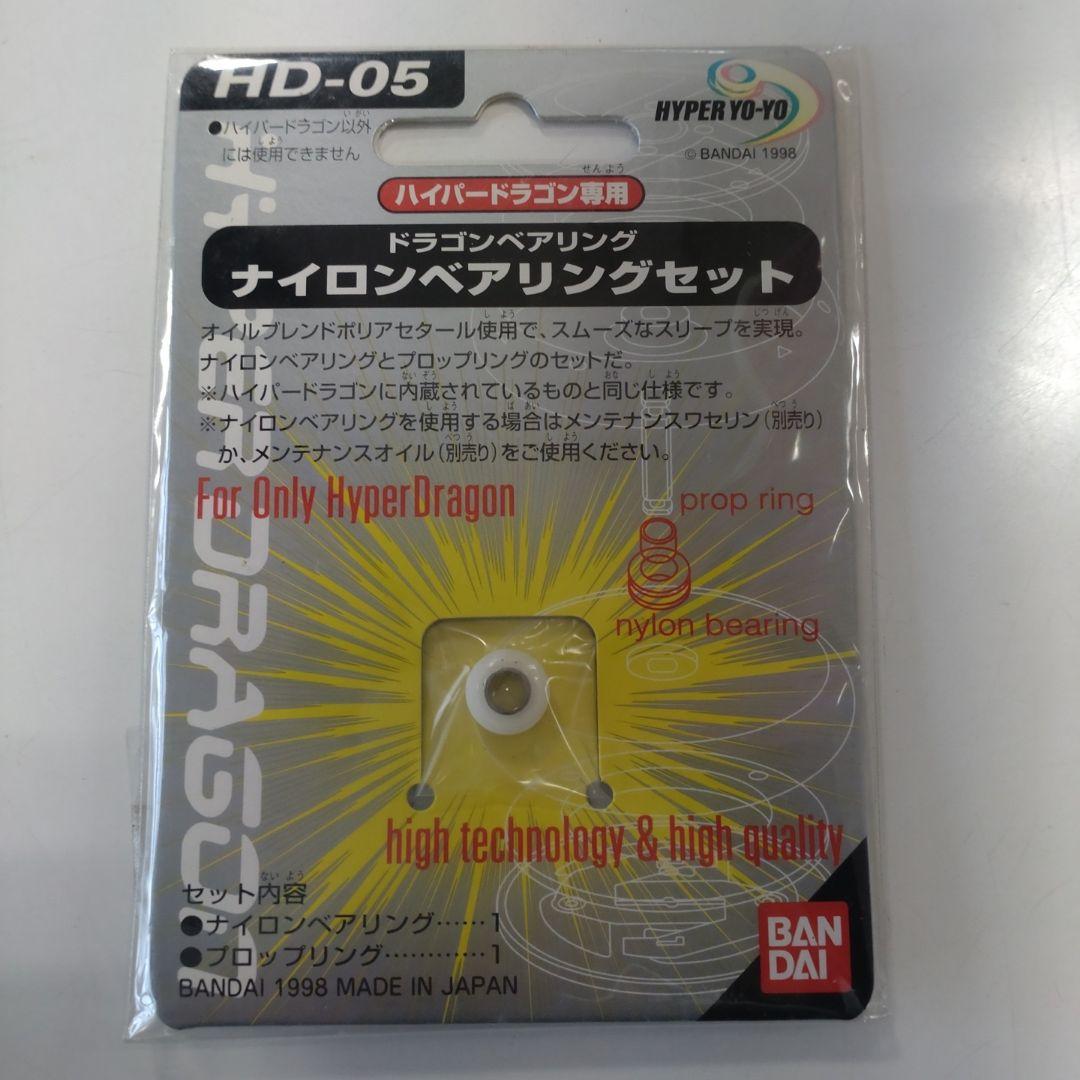 HD-05
●ハイパードラゴン以外
には使用できません
HYPER YO-YO
© BANDAI 1998
ハイパードラゴン専用
ドラゴンベアリング
ナイロンベアリングセット
オイルブレンドポリアセタール使用で、スムーズなスリープを実現。
ナイロンベアリングとプロップリングのセットだ。
※ハイパードラゴンに内蔵されているものと同じ仕様です。
※ナイロンベアリングを使用する場合はメンテナンスワセリン(別売り)
か、メンテナンスオイル(別売り)をご使用ください。
HYPERDRAGON
For Only HyperDragon
prop ring
nylon bearing
high technology & high quality
セット内容
●ナイロンベアリング……1
●プロップリング…………1
BANDAI 1998 MADE IN JAPAN
BAN
DAI